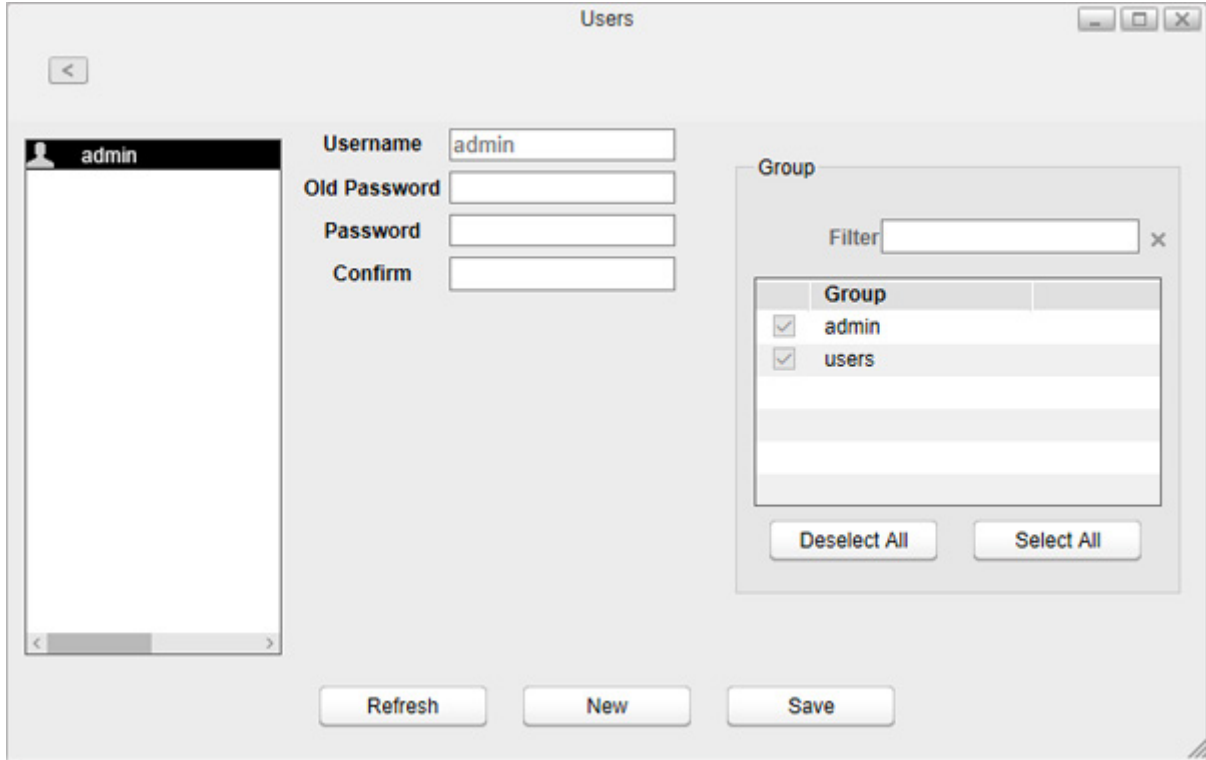 Users
<
admin
Username admin
Old Password
Password
Confirm
Group
Filter
Group
admin
users
Deselect All Select All
Refresh New Save